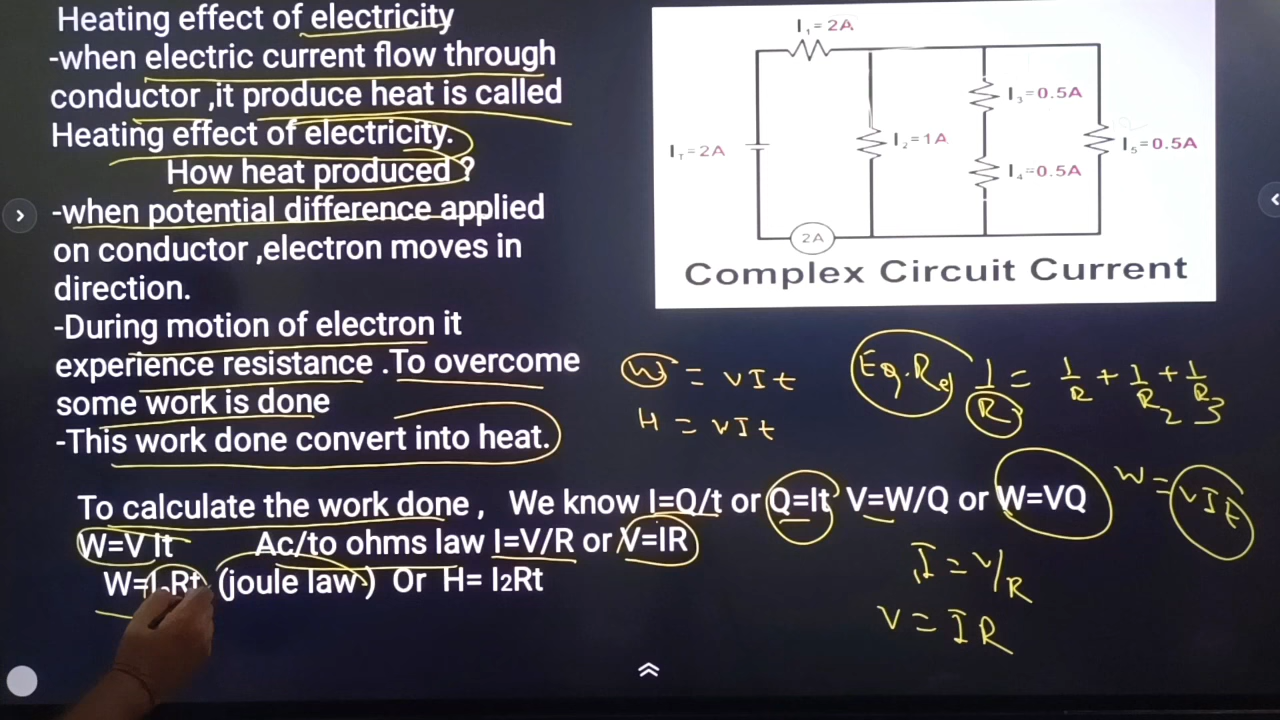 Heating effect of electricity
-when electric current flow through
conductor ,it produce heat is called
Heating effect of electricity.
How heat produced ?
-when potential difference applied
on conductor ,electron moves in
direction.
-During motion of electron it
experience resistance .To overcome
some work is done
-This work done convert into heat.
To calculate the work done , We know I=Q/t or Q=It V=W/Q or W=VQ
W=V It Ac/to ohms law I=V/R or V=IR
W=I2Rt (joule law ) Or H= I2Rt
I₁=2A
I₃=0.5A
I₂=1A
I₅=0.5A
Iₜ=2A
I₄=0.5A
2A
Complex Circuit Current
W = VIt
H = VIt
Eq.Req 1/R = 1/R + 1/R2 + 1/R3
W = VIt
I = V/R
V = IR